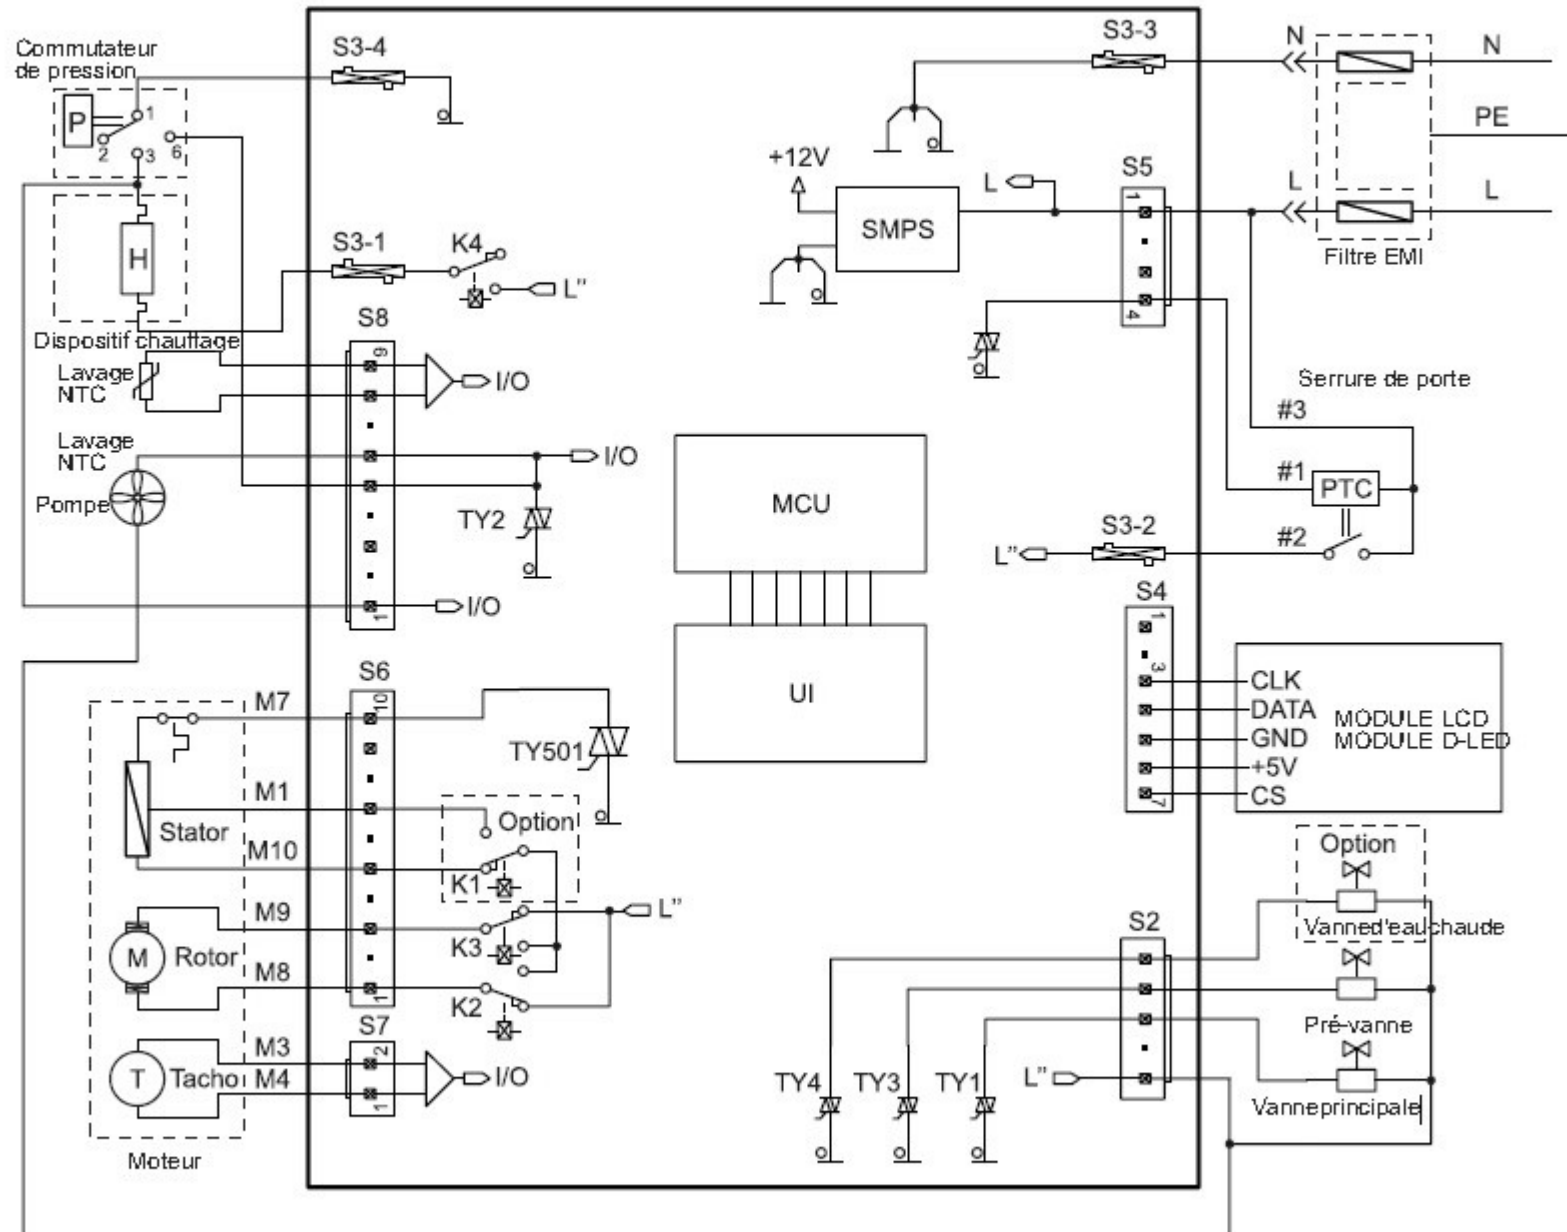 Commutateur
de pression
S3-4
S3-3
N
N
P
1
2
3
6
PE
+12V
L
S5
1
L
L
SMPS
Filtre EMI
H
S3-1
K4
L"
4
Dispositif chauffage
S8
9
Lavage
NTC
I/O
Serrure de porte
#3
Lavage
NTC
I/O
#1
PTC
MCU
Pompe
TY2
S3-2
#2
L"
S4
1
I/O
1
3
S6
UI
CLK
M7
10
DATA
MODULE LCD
GND
MODULE D-LED
TY501
+5V
M1
7
CS
Stator
Option
M10
K1
Option
M9
L"
S2
Vanned'eauchaude
M
Rotor
K3
M8
1
K2
S7
Pré-vanne
M3
2
T
Tacho
M4
I/O
1
TY4
TY3
TY1
L"
Vanneprincipale
Moteur